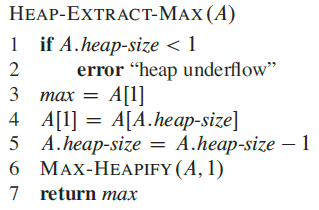 HEAP-EXTRACT-MAX(A)
1 if A.heap-size < 1
2 error “heap underflow”
3 max = A[1]
4 A[1] = A[A.heap-size]
5 A.heap-size = A.heap-size − 1
6 MAX-HEAPIFY(A, 1)
7 return max